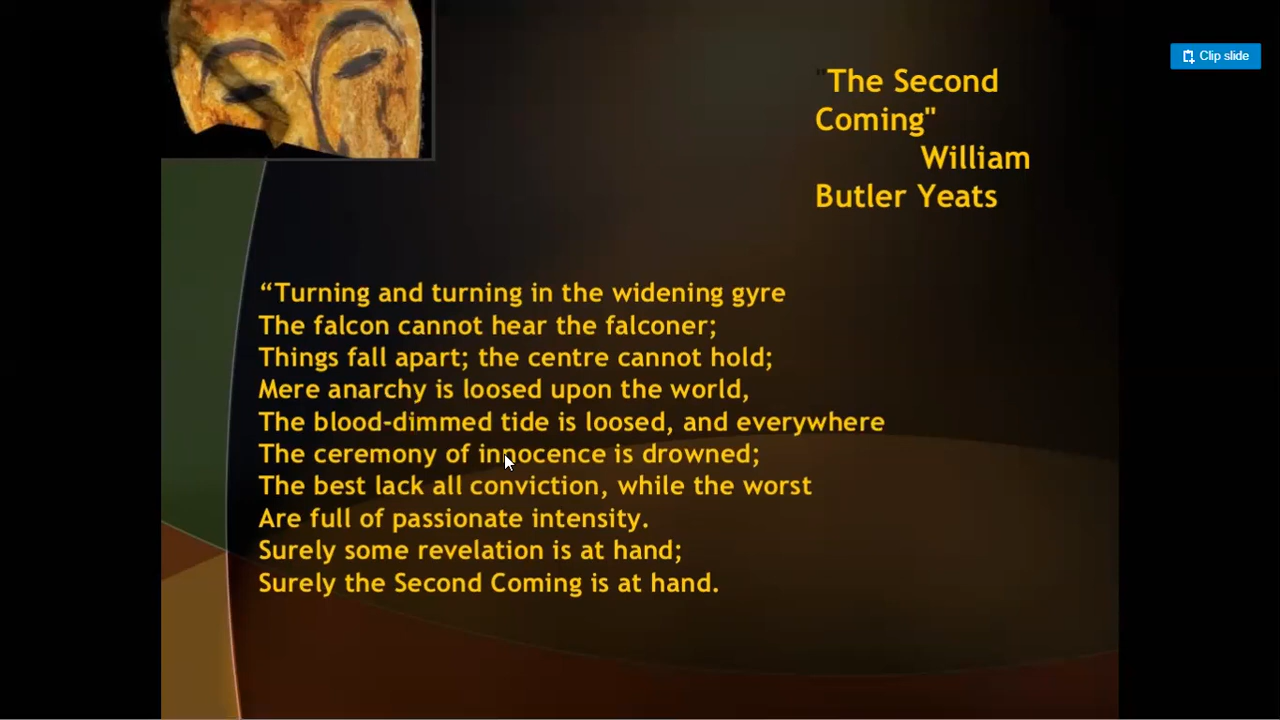 Clip slide
"The Second
Coming"
William
Butler Yeats
“Turning and turning in the widening gyre
The falcon cannot hear the falconer;
Things fall apart; the centre cannot hold;
Mere anarchy is loosed upon the world,
The blood-dimmed tide is loosed, and everywhere
The ceremony of innocence is drowned;
The best lack all conviction, while the worst
Are full of passionate intensity.
Surely some revelation is at hand;
Surely the Second Coming is at hand.